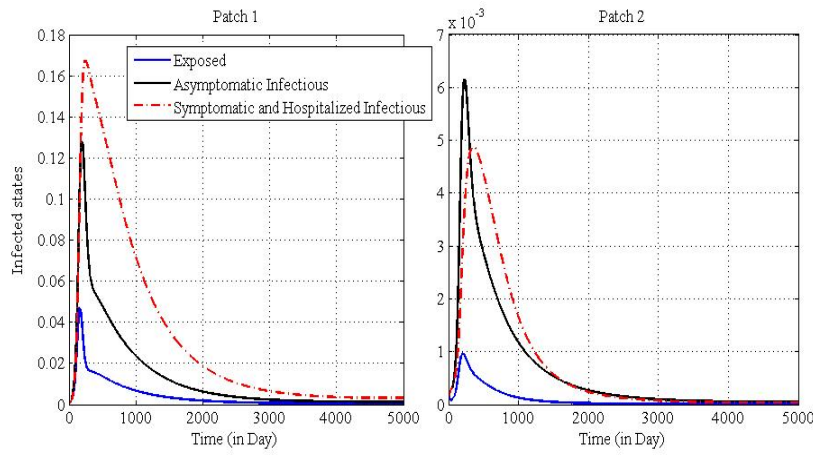 Patch 1
Patch 2
x 10^-3
0.18
0.16
0.14
0.12
0.1
0.08
0.06
0.04
0.02
0
Infected states
Exposed
Asymptomatic Infectious
Symptomatic and Hospitalized Infectious
0 1000 2000 3000 4000 5000
Time (in Day)
7
6
5
4
3
2
1
0
0 1000 2000 3000 4000 5000
Time (in Day)